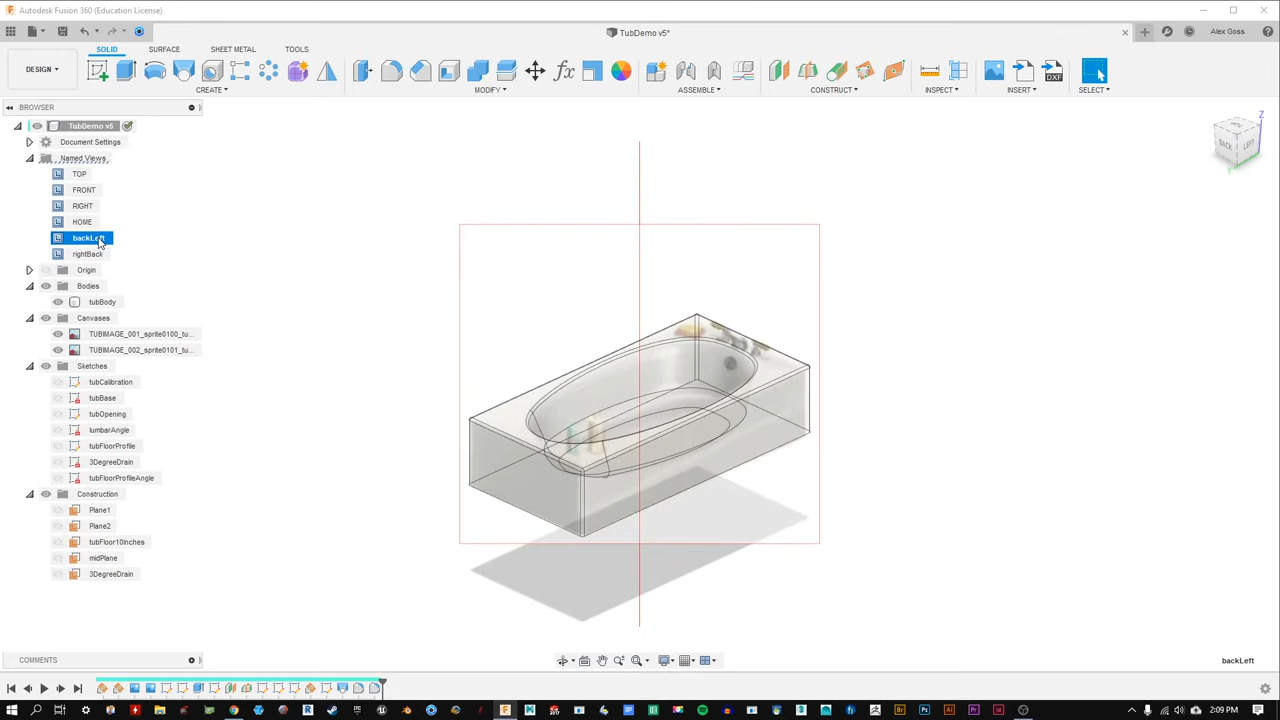 Autodesk Fusion 360 (Education License)
TubDemo v5*
Alex Goss
SOLID SURFACE SHEET METAL TOOLS
DESIGN
CREATE MODIFY ASSEMBLE CONSTRUCT INSPECT INSERT SELECT
DXF
BROWSER
TubDemo v5
Document Settings
Named Views
TOP
FRONT
RIGHT
HOME
backLeft
rightBack
Origin
Bodies
tubBody
Canvases
TUBIMAGE_001_sprite0100_tu...
TUBIMAGE_002_sprite0101_tu...
Sketches
tubCalibration
tubBase
tubOpening
lumbarAngle
tubFloorProfile
3DegreeDrain
tubFloorProfileAngle
Construction
Plane1
Plane2
tubFloor10Inches
midPlane
3DegreeDrain
Z
BACK LEFT
Y
COMMENTS
backLeft
2:09 PM